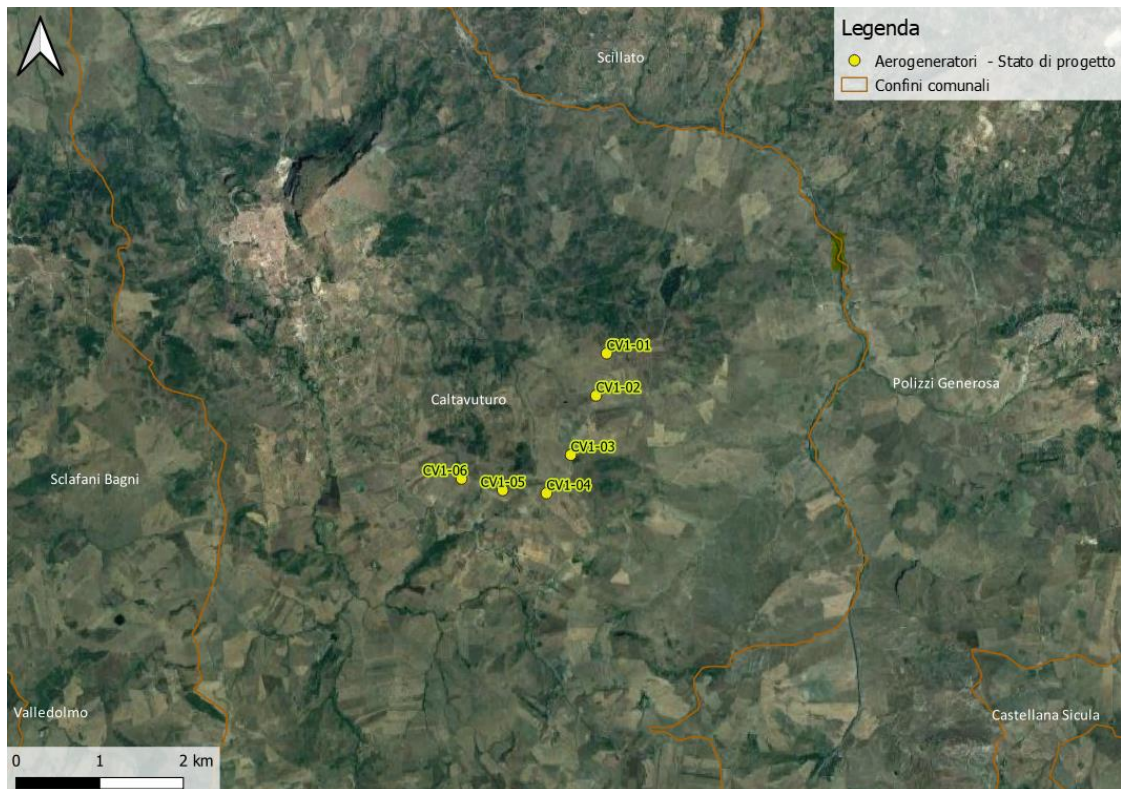 Scillato
Legenda
Aerogeneratori - Stato di progetto
Confini comunali
CV1-01
CV1-02
Polizzi Generosa
Caltavuturo
CV1-03
CV1-06
CV1-05
CV1-04
Sclafani Bagni
Valledolmo
Castellana Sicula
0 1 2 km